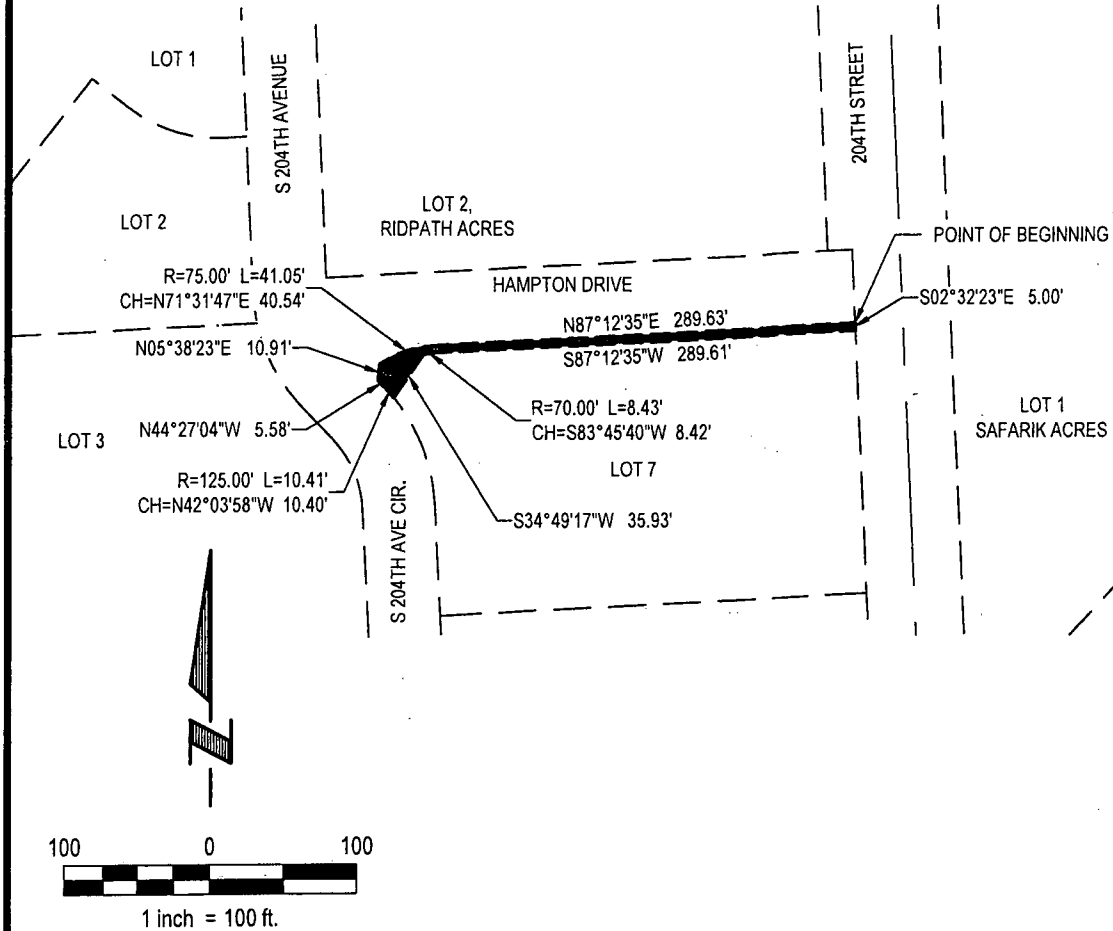 LOT 1
S 204TH AVENUE
204TH STREET
LOT 2
LOT 2,
RIDPATH ACRES
POINT OF BEGINNING
R=75.00' L=41.05'
CH=N71°31'47"E 40.54'
HAMPTON DRIVE
S02°32'23"E 5.00'
N87°12'35"E 289.63'
S87°12'35"W 289.61'
N05°38'23"E 10.91'
R=70.00' L=8.43'
CH=S83°45'40"W 8.42'
LOT 1
SAFARIK ACRES
LOT 3
N44°27'04"W 5.58'
LOT 7
R=125.00' L=10.41'
CH=N42°03'58"W 10.40'
S34°49'17"W 35.93'
S 204TH AVE CIR.
N
100 0 100
1 inch = 100 ft.